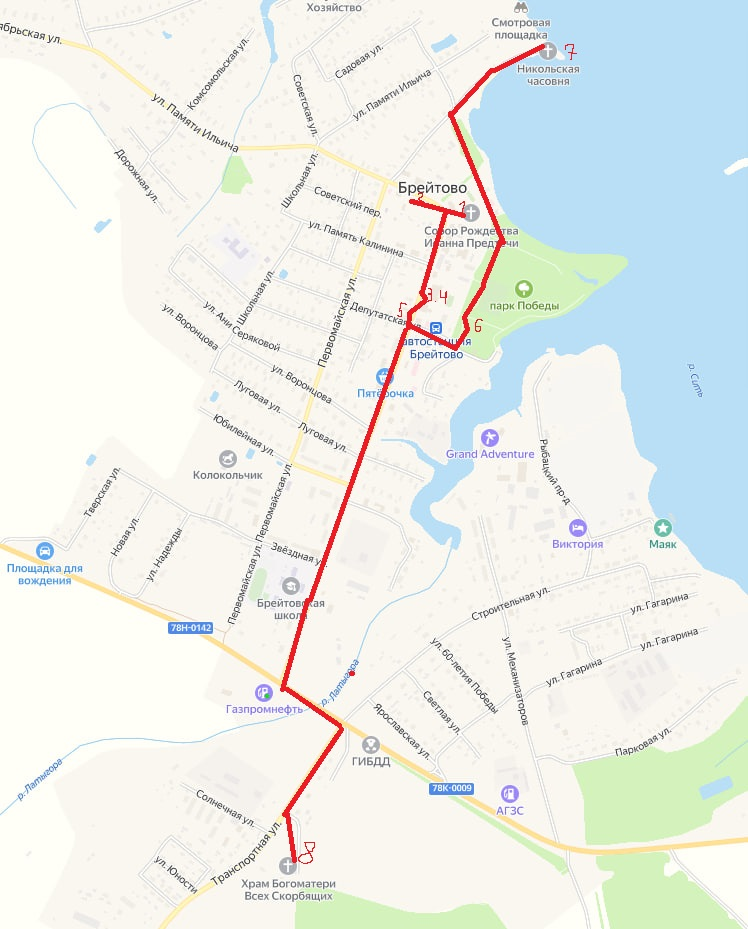 Хозяйство
Смотровая
площадка
ябрьская ул.
7
Никольская
часовня
Садовая ул.
Комсомольская ул.
Советская ул.
ул. Памяти Ильича
ул. Памяти Ильича
Дорожная ул.
Школьная ул.
Брейтово
Советский пер.
1
Собор Рождества
Иоанна Предтечи
ул. Память Калинина
Школьная ул.
Первомайская ул.
3.4
парк Победы
5
Депутатская ул.
6
автостанция
Брейтово
ул. Ани Серяковой
ул. Воронцова
ул. Воронцова
Пятёрочка
р. Сить
Луговая ул.
Луговая ул.
Юбилейная ул.
Grand Adventure
Колокольчик
Рыбацкий пр-д
Тверская ул.
Первомайская ул.
Новая ул.
ул. Надежды
Виктория
Маяк
Звёздная ул.
Площадка для
вождения
Первомайская ул.
Брейтовская
школа
Строительная ул.
ул. Гагарина
78Н-0142
ул. Гагарина
ул. Гагарина
ул. 60-летия Победы
ул. Механизаторов
р. Латыгора
Светлая ул.
Газпромнефть
Ярославская ул.
Парковая ул.
ГИБДД
р. Латыгора
78К-0009
АГЗС
Солнечная ул.
Транспортная ул.
ул. Юности
8
Храм Богоматери
Всех Скорбящих